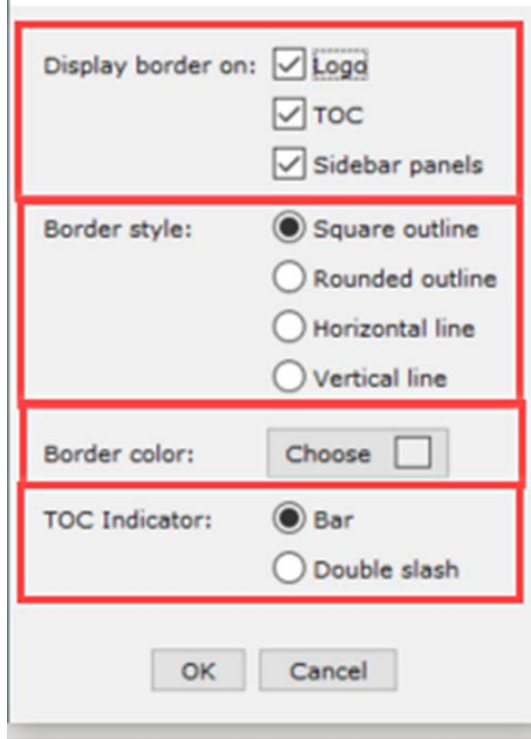 Display border on: Logo
TOC
Sidebar panels
Border style: Square outline
Rounded outline
Horizontal line
Vertical line
Border color: Choose
TOC Indicator: Bar
Double slash
OK Cancel